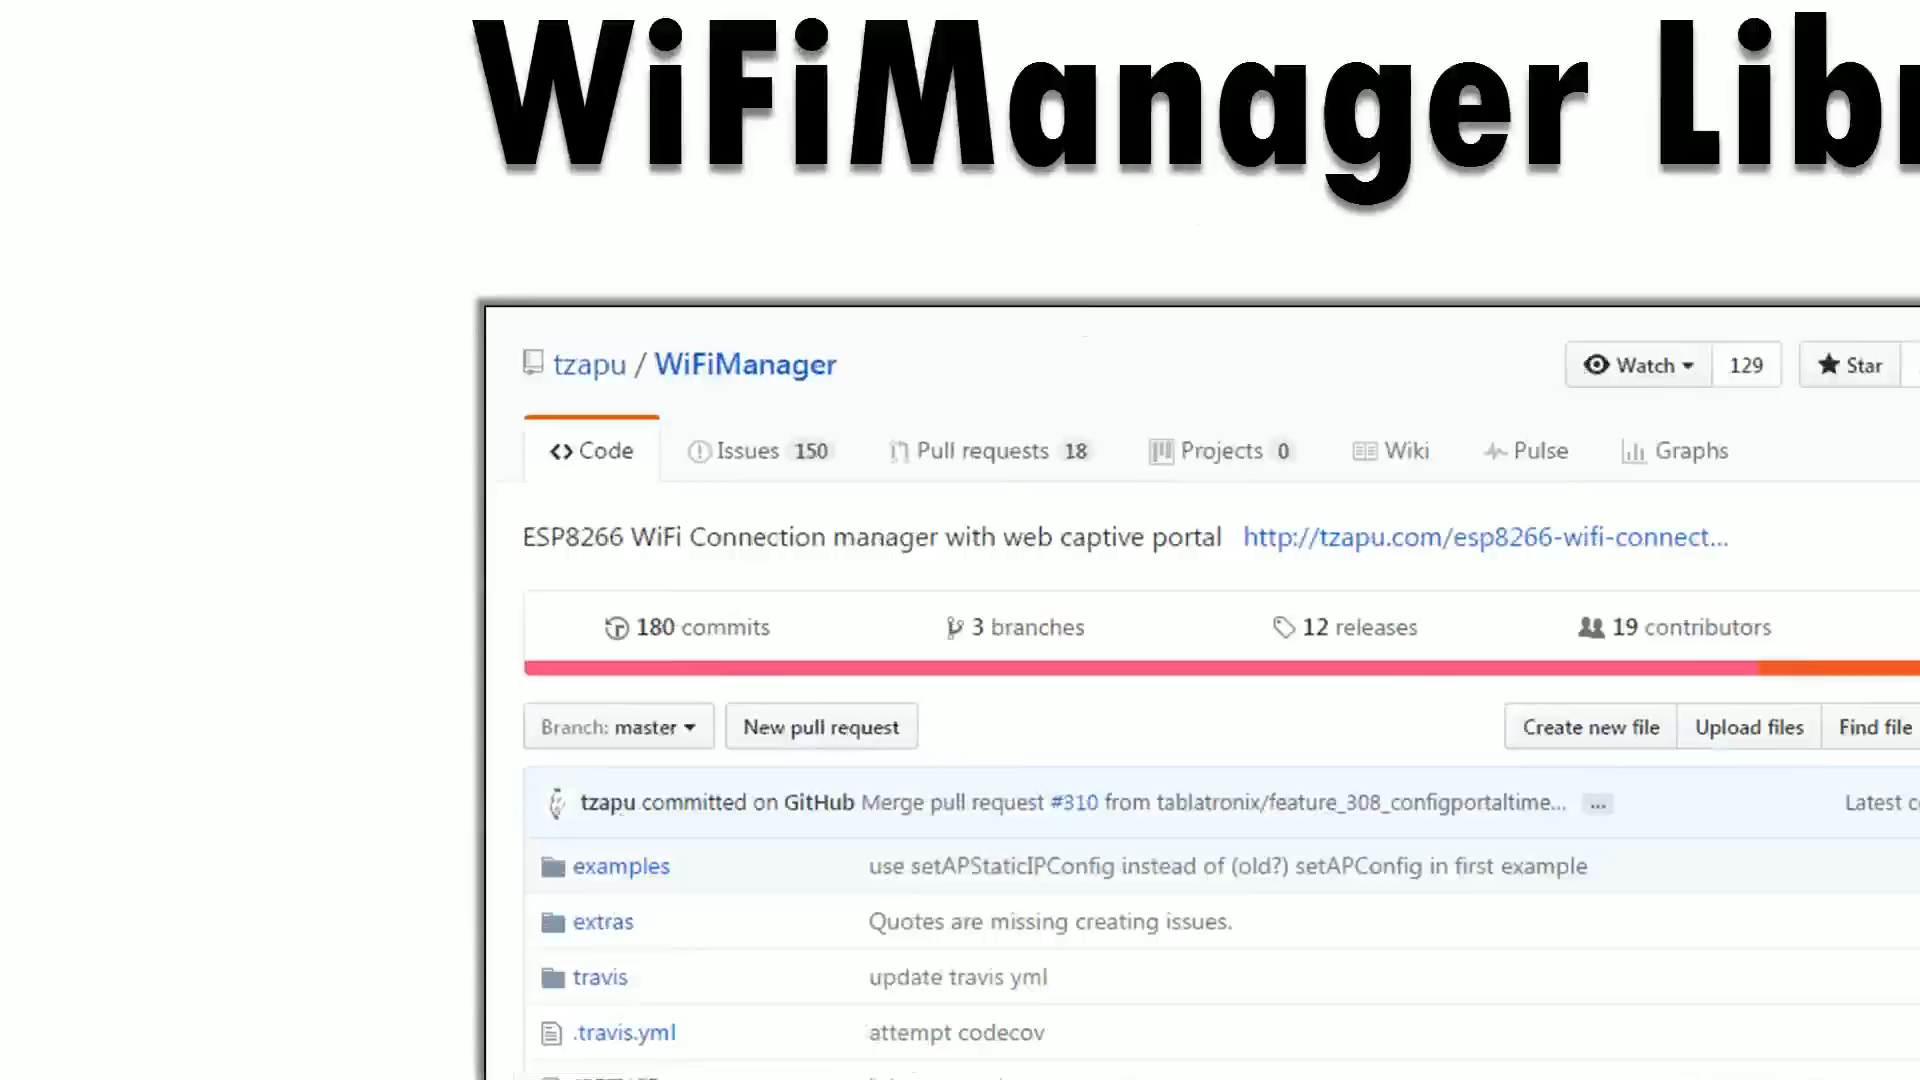 WiFiManager Libr
tzapu / WiFiManager
Watch 129 Star
Code Issues 150 Pull requests 18 Projects 0 Wiki Pulse Graphs
ESP8266 WiFi Connection manager with web captive portal http://tzapu.com/esp8266-wifi-connect...
180 commits 3 branches 12 releases 19 contributors
Branch: master New pull request Create new file Upload files Find file
tzapu committed on GitHub Merge pull request #310 from tablatronix/feature_308_configportaltime... ... Latest c
examples use setAPStaticIPConfig instead of (old?) setAPConfig in first example
extras Quotes are missing creating issues.
travis update travis yml
.travis.yml attempt codecov